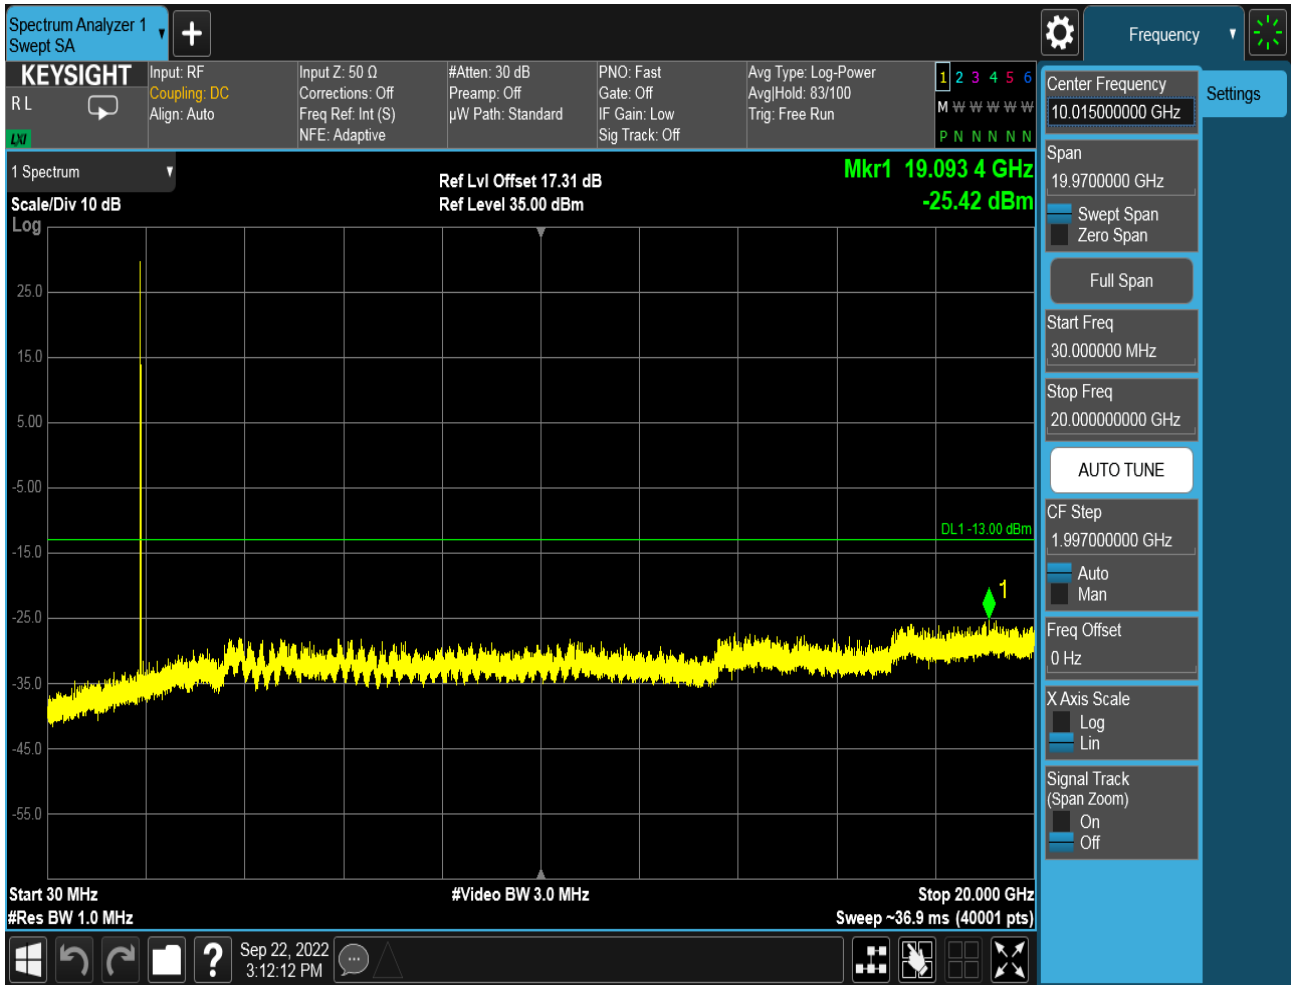 Spectrum Analyzer 1
Swept SA
Frequency
KEYSIGHT
R L
LXI
Input: RF
Coupling: DC
Align: Auto
Input Z: 50 Ω
Corrections: Off
Freq Ref: Int (S)
NFE: Adaptive
#Atten: 30 dB
Preamp: Off
µW Path: Standard
PNO: Fast
Gate: Off
IF Gain: Low
Sig Track: Off
Avg Type: Log-Power
Avg|Hold: 83/100
Trig: Free Run
1 2 3 4 5 6
M W W W W W
P N N N N N
1 Spectrum
Scale/Div 10 dB
Log
Ref Lvl Offset 17.31 dB
Ref Level 35.00 dBm
Mkr1 19.093 4 GHz
-25.42 dBm
25.0
15.0
5.00
-5.00
-15.0
-25.0
-35.0
-45.0
-55.0
DL1 -13.00 dBm
1
Start 30 MHz
#Res BW 1.0 MHz
#Video BW 3.0 MHz
Stop 20.000 GHz
Sweep ~36.9 ms (40001 pts)
Center Frequency
10.015000000 GHz
Span
19.9700000 GHz
Swept Span
Zero Span
Full Span
Start Freq
30.000000 MHz
Stop Freq
20.000000000 GHz
AUTO TUNE
CF Step
1.997000000 GHz
Auto
Man
Freq Offset
0 Hz
X Axis Scale
Log
Lin
Signal Track
(Span Zoom)
On
Off
Settings
?
Sep 22, 2022
3:12:12 PM